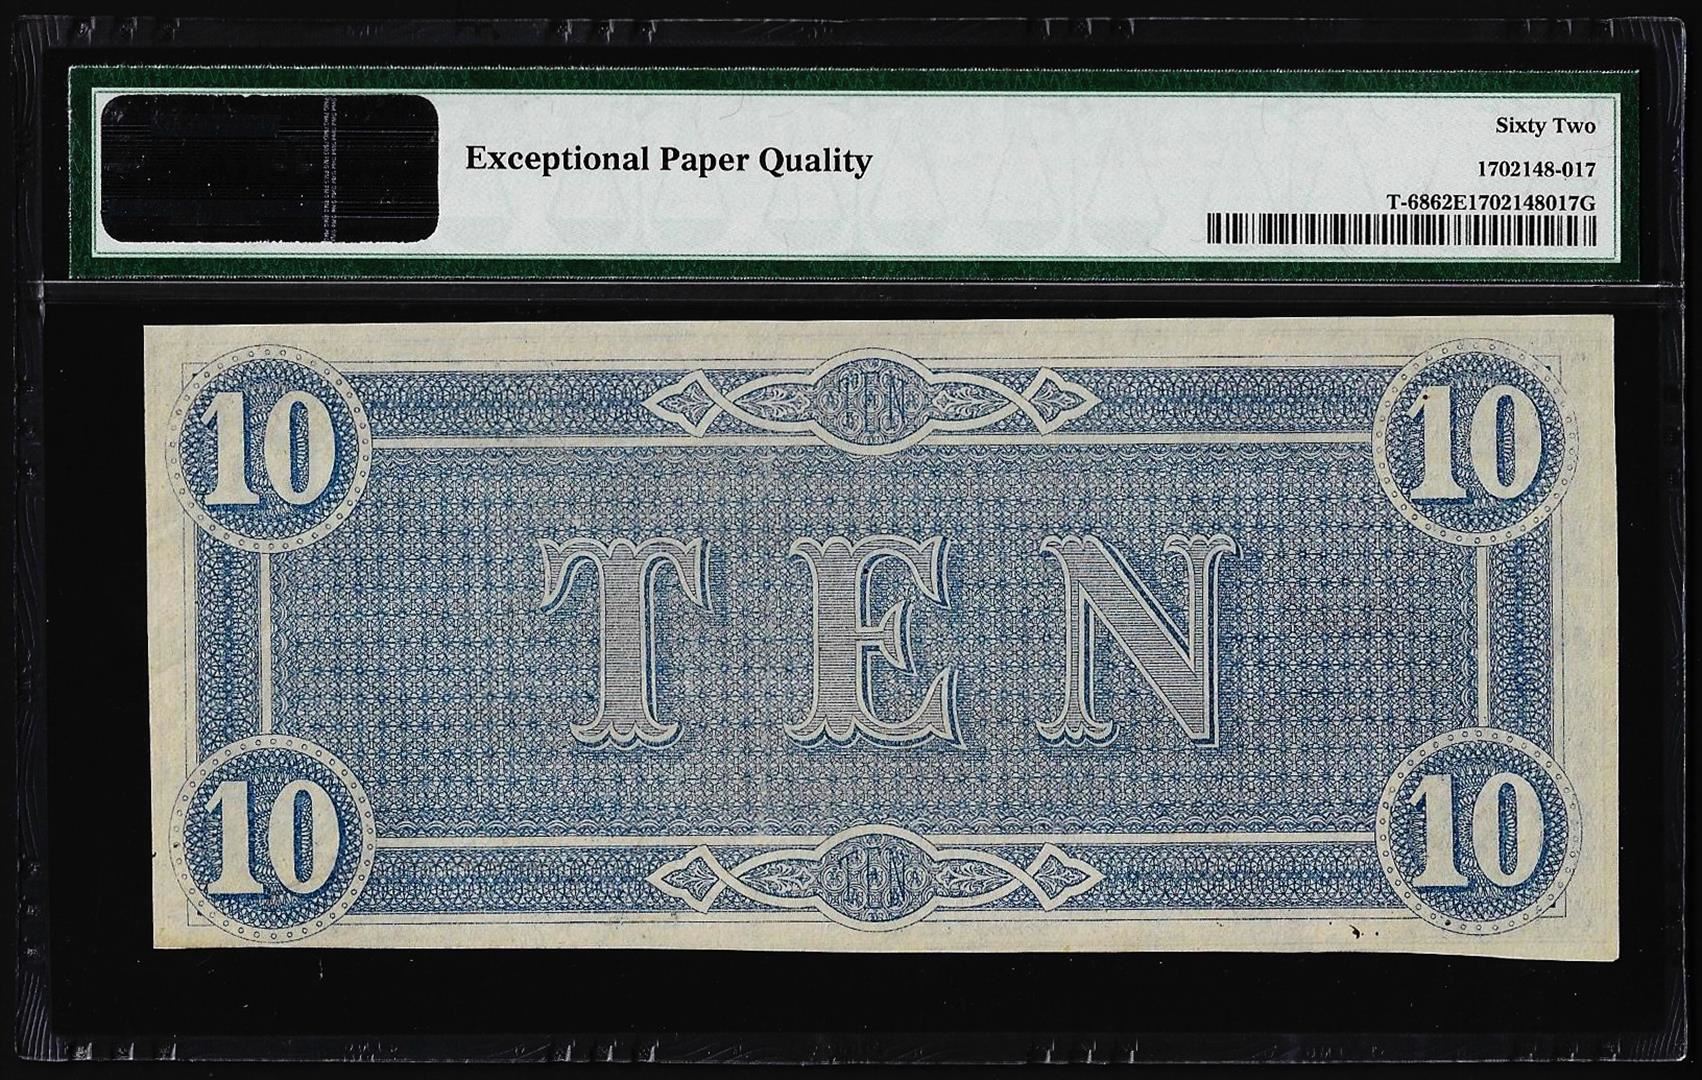 Exceptional Paper Quality
Sixty Two
1702148-017
T-6862E1702148017G
10
TEN
10
TEN
10
TEN
10